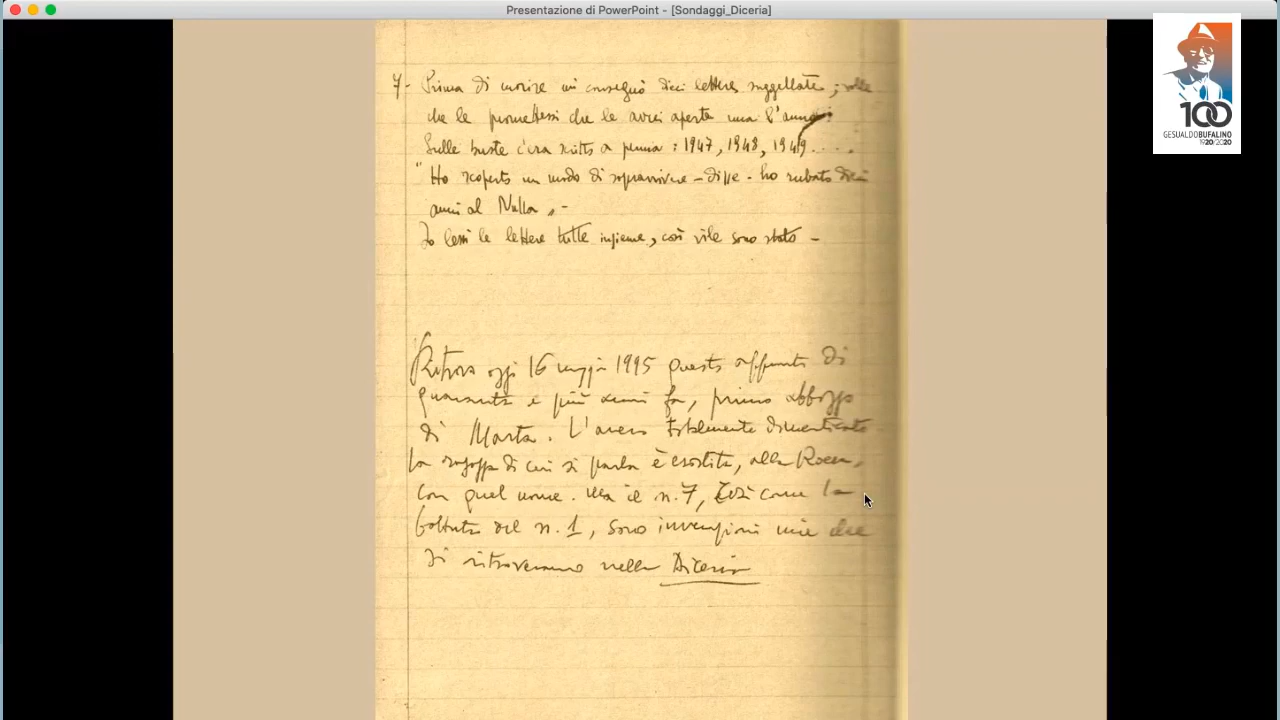 Presentazione di PowerPoint - [Sondaggi_Diceria]
100
GESUALDOBUFALINO
1920/2020
7- Prima di morire mi consegnò dieci lettere suggellate; volle
che le promettessi che le avrei aperte una l'anno.
Sulle buste c'era scritto a penna: 1947, 1948, 1949....
"Ho scoperto un modo di sopravvivere - disse - ho rubato dieci
anni al Nulla„ -
Io lessi le lettere tutte insieme, così vile sono stato -
Ritrovo oggi 16 maggio 1995 questo appunto di
quaranta e più anni fa, primo abbozzo
di Marta. L'avevo totalmente dimenticato
La ragazza di cui si parla è esistita, alla Rocca,
con quel nome. Ma il n. 7, così come la
battuta del n. 1, sono invenzioni mie che
si ritroveranno nella Diceria